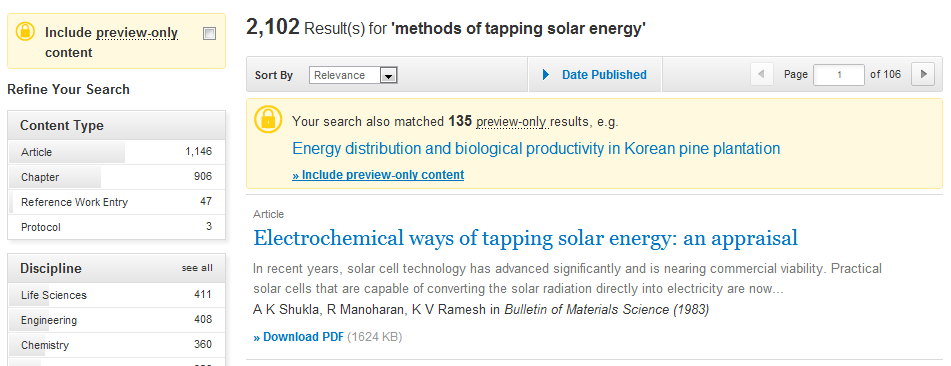 Include preview-only
content
Refine Your Search
Content Type
Article 1,146
Chapter 906
Reference Work Entry 47
Protocol 3
Discipline see all
Life Sciences 411
Engineering 408
Chemistry 360
2,102 Result(s) for 'methods of tapping solar energy'
Sort By Relevance Date Published Page 1 of 106
Your search also matched 135 preview-only results, e.g.
Energy distribution and biological productivity in Korean pine plantation
» Include preview-only content
Article
Electrochemical ways of tapping solar energy: an appraisal
In recent years, solar cell technology has advanced significantly and is nearing commercial viability. Practical
solar cells that are capable of converting the solar radiation directly into electricity are now...
A K Shukla, R Manoharan, K V Ramesh in Bulletin of Materials Science (1983)
» Download PDF (1624 KB)